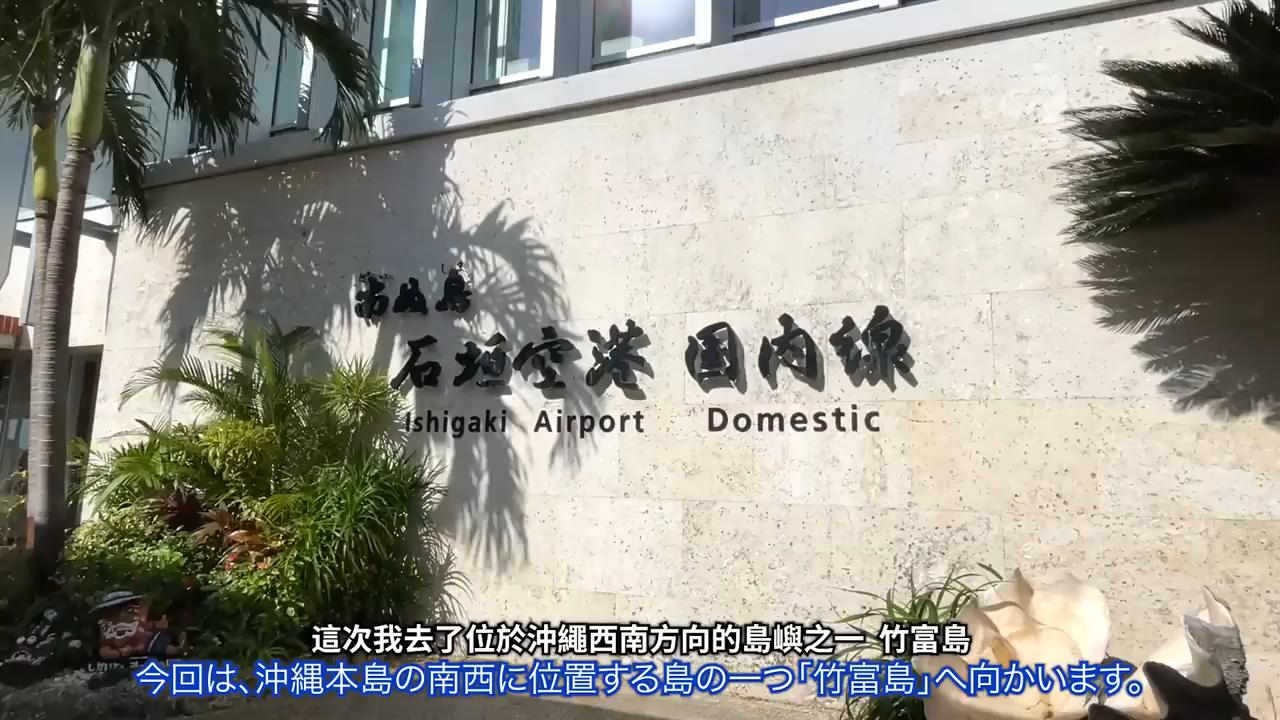 南ぬ島
石垣空港 国内線
Ishigaki Airport Domestic
這次我去了位於沖繩西南方向的島嶼之一 竹富島
今回は、沖縄本島の南西に位置する島の一つ「竹富島」へ向かいます。